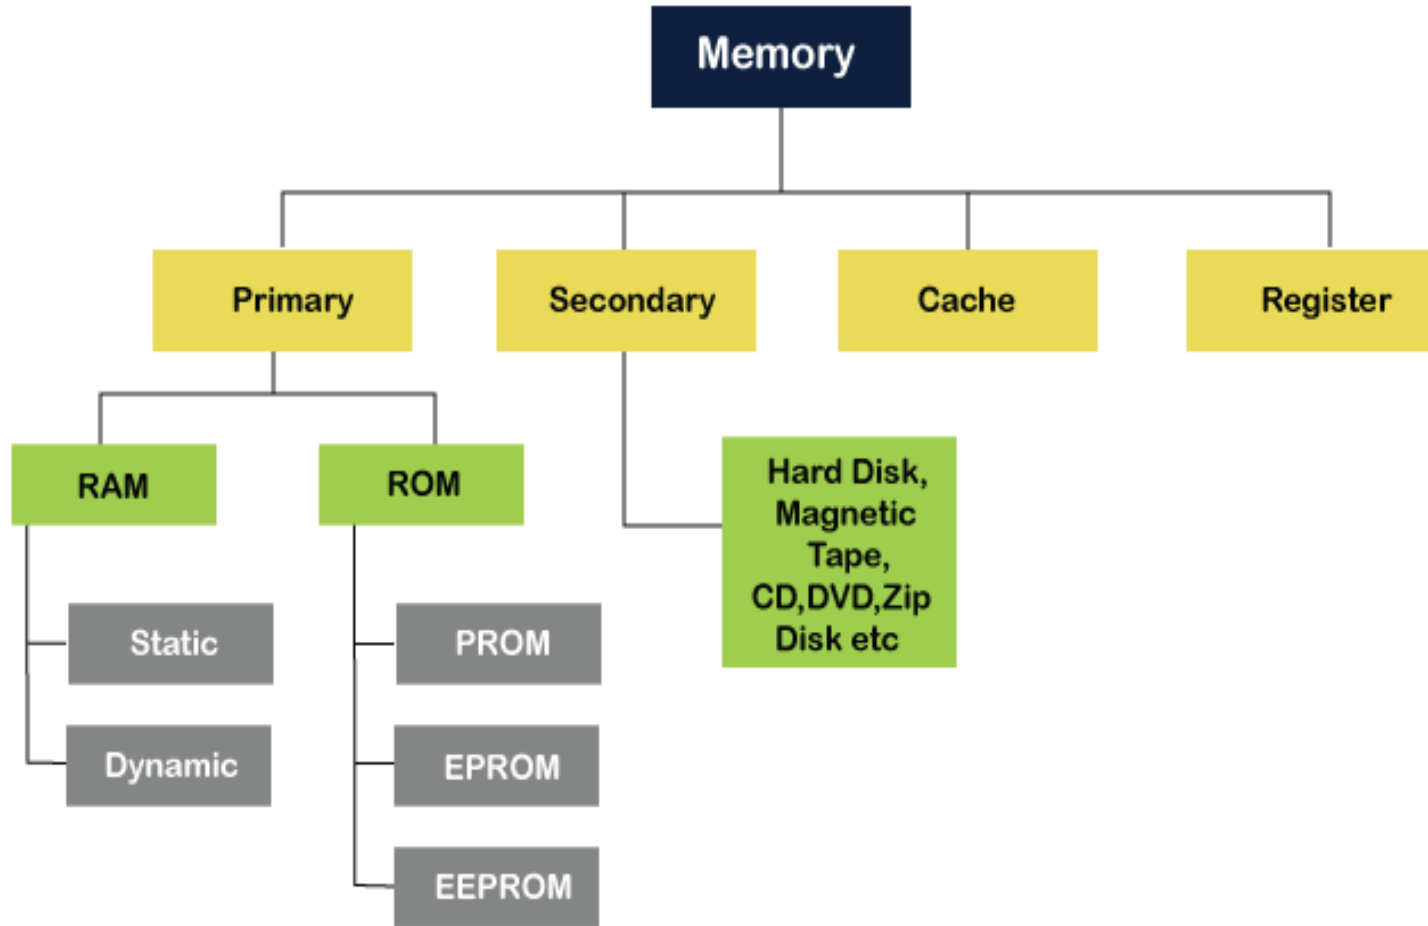 Memory
Primary
Secondary
Cache
Register
RAM
ROM
Hard Disk,
Magnetic
Tape,
CD,DVD,Zip
Disk etc
Static
PROM
Dynamic
EPROM
EEPROM